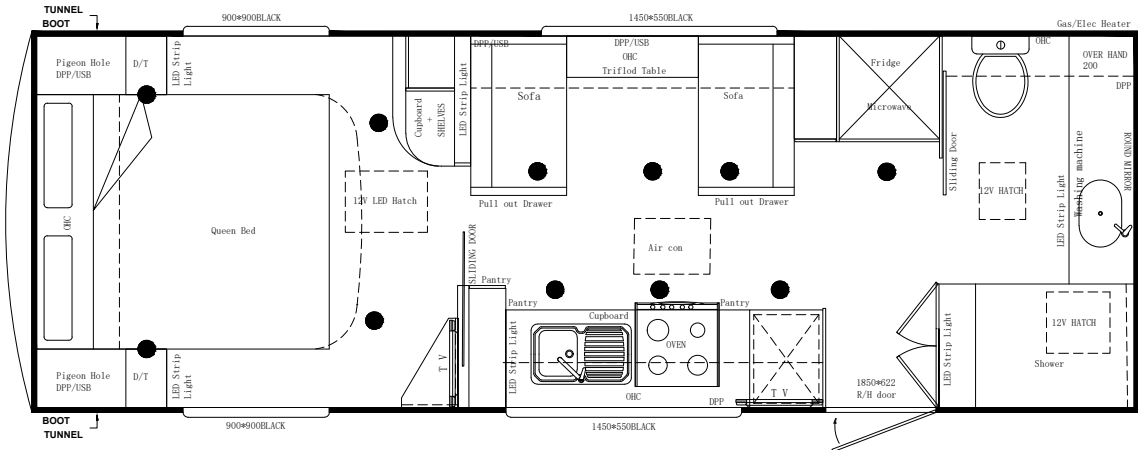 TUNNEL
BOOT
900*900BLACK
1450*550BLACK
Gas/Elec Heater
Pigeon Hole
DPP/USB
D/T
LED Strip
Light
DPP/USB
DPP/USB
OHC
Triflod Table
Sofa
Sofa
Cupboard
+
SHELVES
LED Strip Light
Fridge
Microwave
OHC
OVER HAND
200
DPP
Sliding Door
12V HATCH
LED Strip Light
Washing machine
ROUND MIRROR
OHC
Queen Bed
12V LED Hatch
Pull out Drawer
Pull out Drawer
Air con
SLIDING DOOR
Pantry
Pantry
Cupboard
Pantry
LED Strip Light
OVEN
OHC
DPP
T V
T V
1850*622
R/H door
LED Strip Light
12V HATCH
Shower
Pigeon Hole
DPP/USB
D/T
LED Strip
Light
BOOT
TUNNEL
900*900BLACK
1450*550BLACK